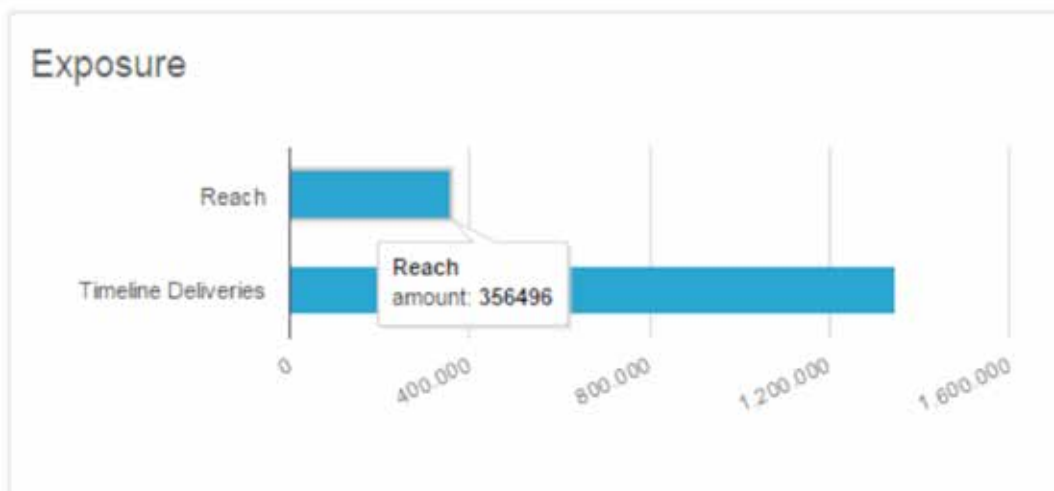 Exposure
Reach
Reach
amount: 356496
Timeline Deliveries
0
400.000
800.000
1.200.000
1.600.000